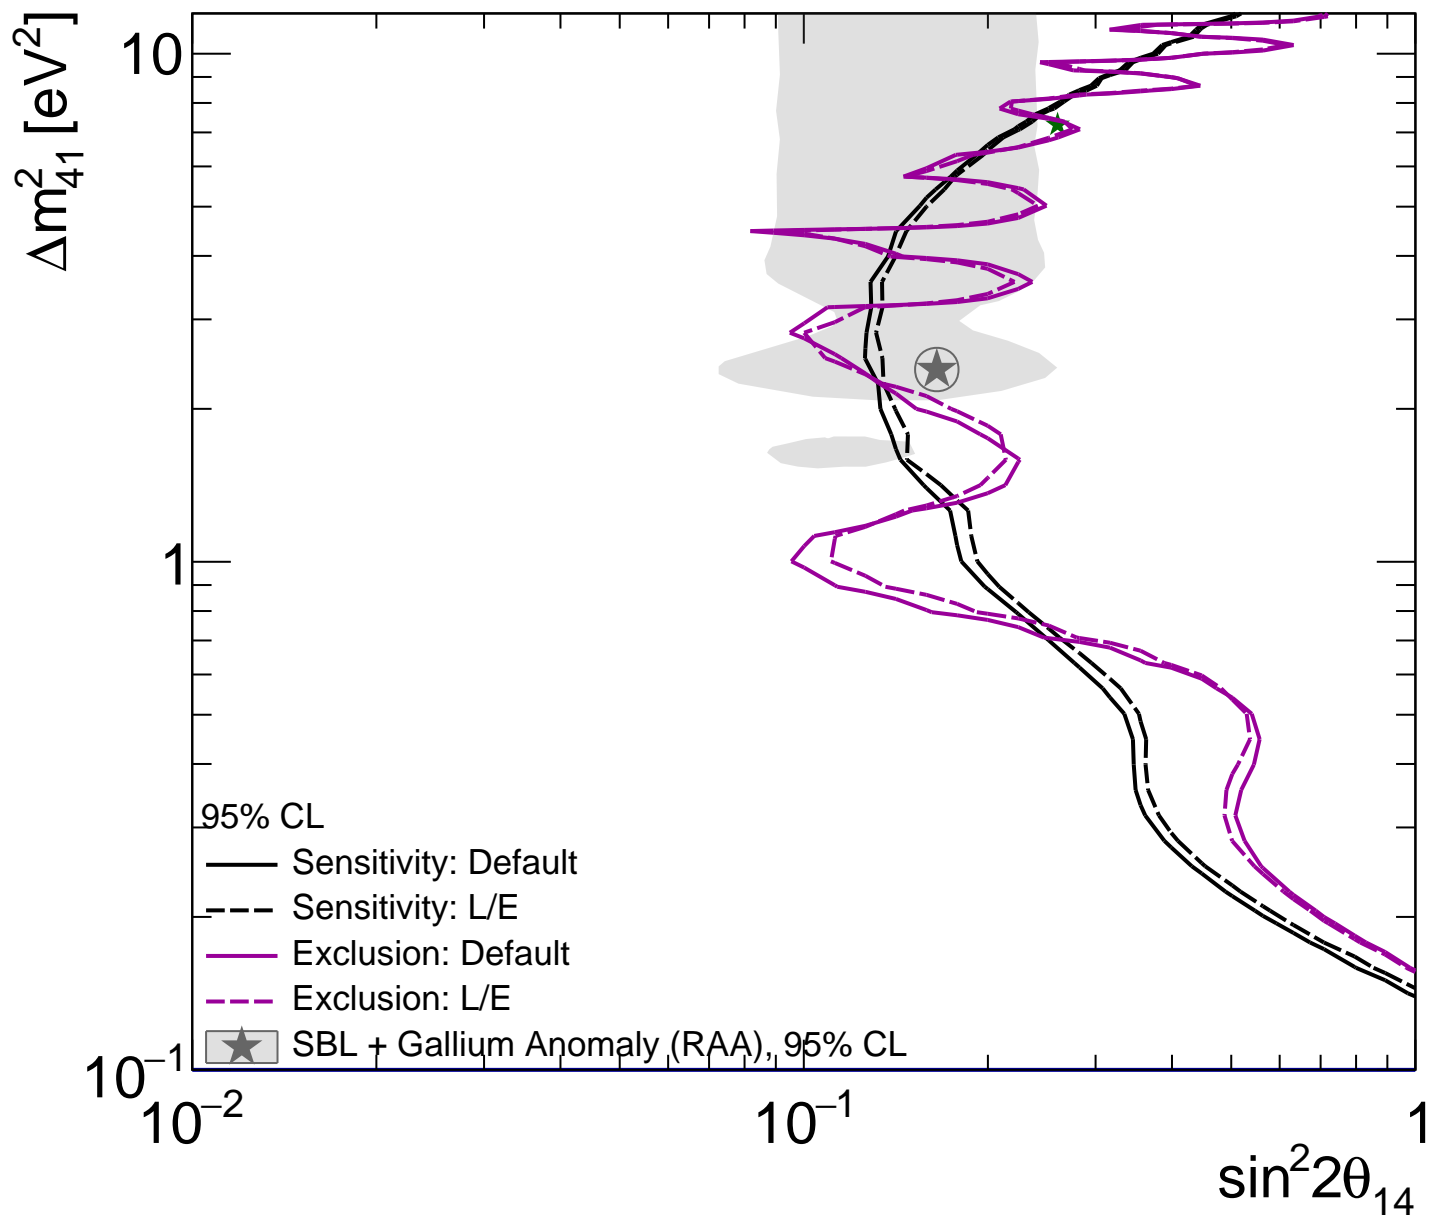 Δm²₄₁ [eV²]
10
1
10⁻¹
95% CL
Sensitivity: Default
Sensitivity: L/E
Exclusion: Default
Exclusion: L/E
SBL + Gallium Anomaly (RAA), 95% CL
10⁻² 10⁻¹ 1
sin²2θ₁₄